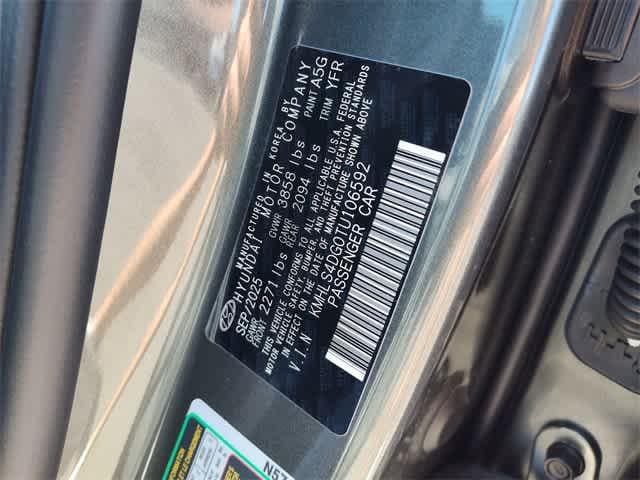 MANUFACTURED IN KOREA BY
HYUNDAI MOTOR COMPANY
SEP/2025 GVWR 3858 lbs PAINT A5G
GAWR FRONT 2271 lbs GAWR REAR 2094 lbs TRIM YFR
THIS VEHICLE CONFORMS TO ALL APPLICABLE U.S.A. FEDERAL
MOTOR VEHICLE SAFETY, BUMPER, AND THEFT PREVENTION STANDARDS
IN EFFECT ON THE DATE OF MANUFACTURE SHOWN ABOVE
V.I.N KMHLS4DG0TU106592
PASSENGER CAR
N57